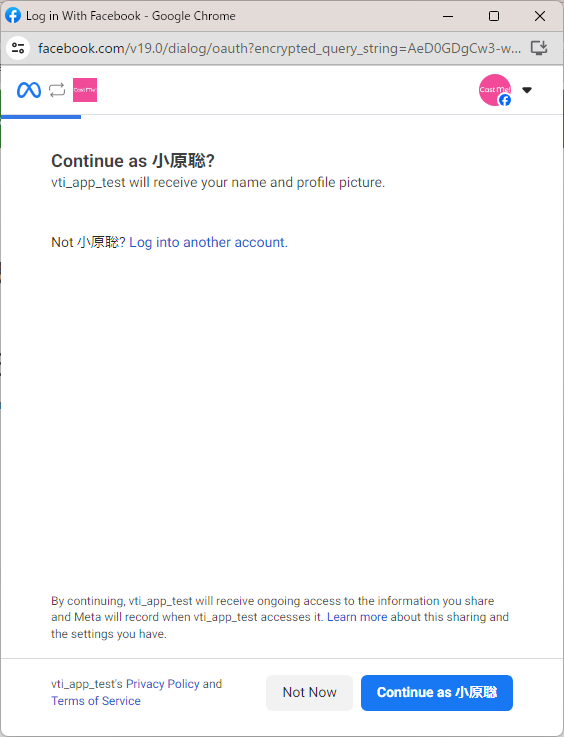 Log in With Facebook - Google Chrome
facebook.com/v19.0/dialog/oauth?encrypted_query_string=AeD0GDgCw3-w...
Cast Me!
Cast Me!
Continue as 小原聡?
vti_app_test will receive your name and profile picture.
Not 小原聡? Log into another account.
By continuing, vti_app_test will receive ongoing access to the information you share
and Meta will record when vti_app_test accesses it. Learn more about this sharing and
the settings you have.
vti_app_test's Privacy Policy and
Terms of Service
Not Now
Continue as 小原聡